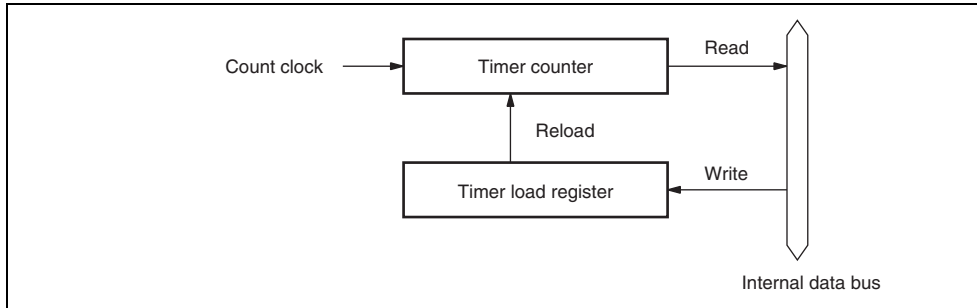 Count clock
Timer counter
Read
Reload
Timer load register
Write
Internal data bus